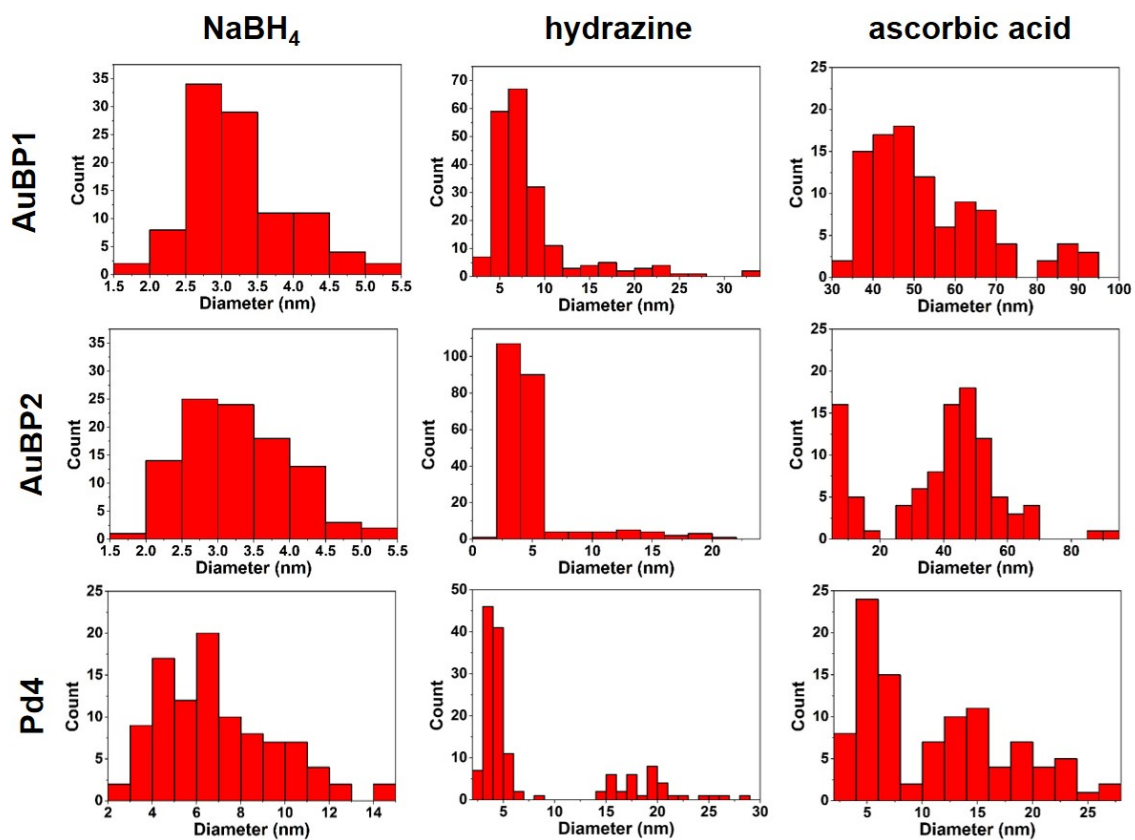 NaBH4 hydrazine ascorbic acid
AuBP1
Count
35
30
25
20
15
10
5
0
1.5 2.0 2.5 3.0 3.5 4.0 4.5 5.0 5.5
Diameter (nm)
Count
70
60
50
40
30
20
10
0
5 10 15 20 25 30
Diameter (nm)
Count
25
20
15
10
5
0
30 40 50 60 70 80 90 100
Diameter (nm)
AuBP2
Count
35
30
25
20
15
10
5
0
1.5 2.0 2.5 3.0 3.5 4.0 4.5 5.0 5.5
Diameter (nm)
Count
100
80
60
40
20
0
0 5 10 15 20
Diameter (nm)
Count
25
20
15
10
5
0
20 40 60 80
Diameter (nm)
Pd4
Count
25
20
15
10
5
0
2 4 6 8 10 12 14
Diameter (nm)
Count
50
40
30
20
10
0
5 10 15 20 25 30
Diameter (nm)
Count
25
20
15
10
5
0
5 10 15 20 25
Diameter (nm)